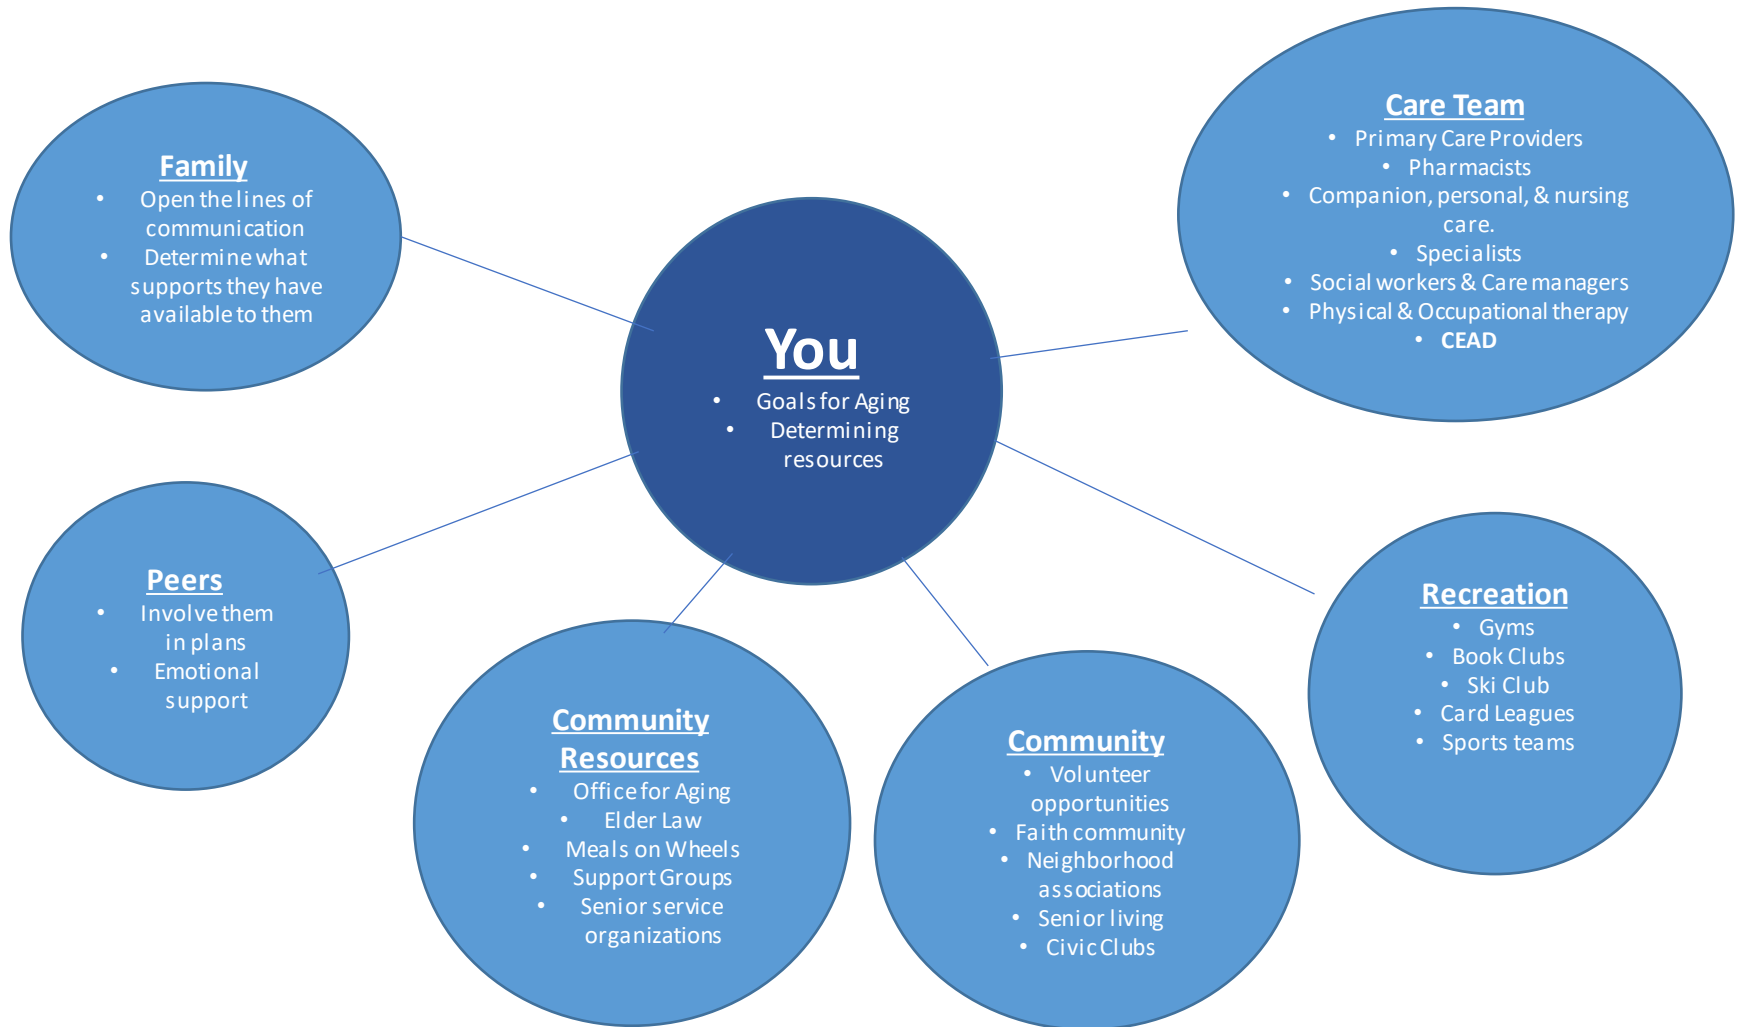 Family
• Open the lines of
communication
• Determine what
supports they have
available to them
You
• Goals for Aging
• Determining
resources
Care Team
• Primary Care Providers
• Pharmacists
• Companion, personal, & nursing
care.
• Specialists
• Social workers & Care managers
• Physical & Occupational therapy
• CEAD
Peers
• Involve them
in plans
• Emotional
support
Community
Resources
• Office for Aging
• Elder Law
• Meals on Wheels
• Support Groups
• Senior service
organizations
Community
• Volunteer
opportunities
• Faith community
• Neighborhood
associations
• Senior living
• Civic Clubs
Recreation
• Gyms
• Book Clubs
• Ski Club
• Card Leagues
• Sports teams